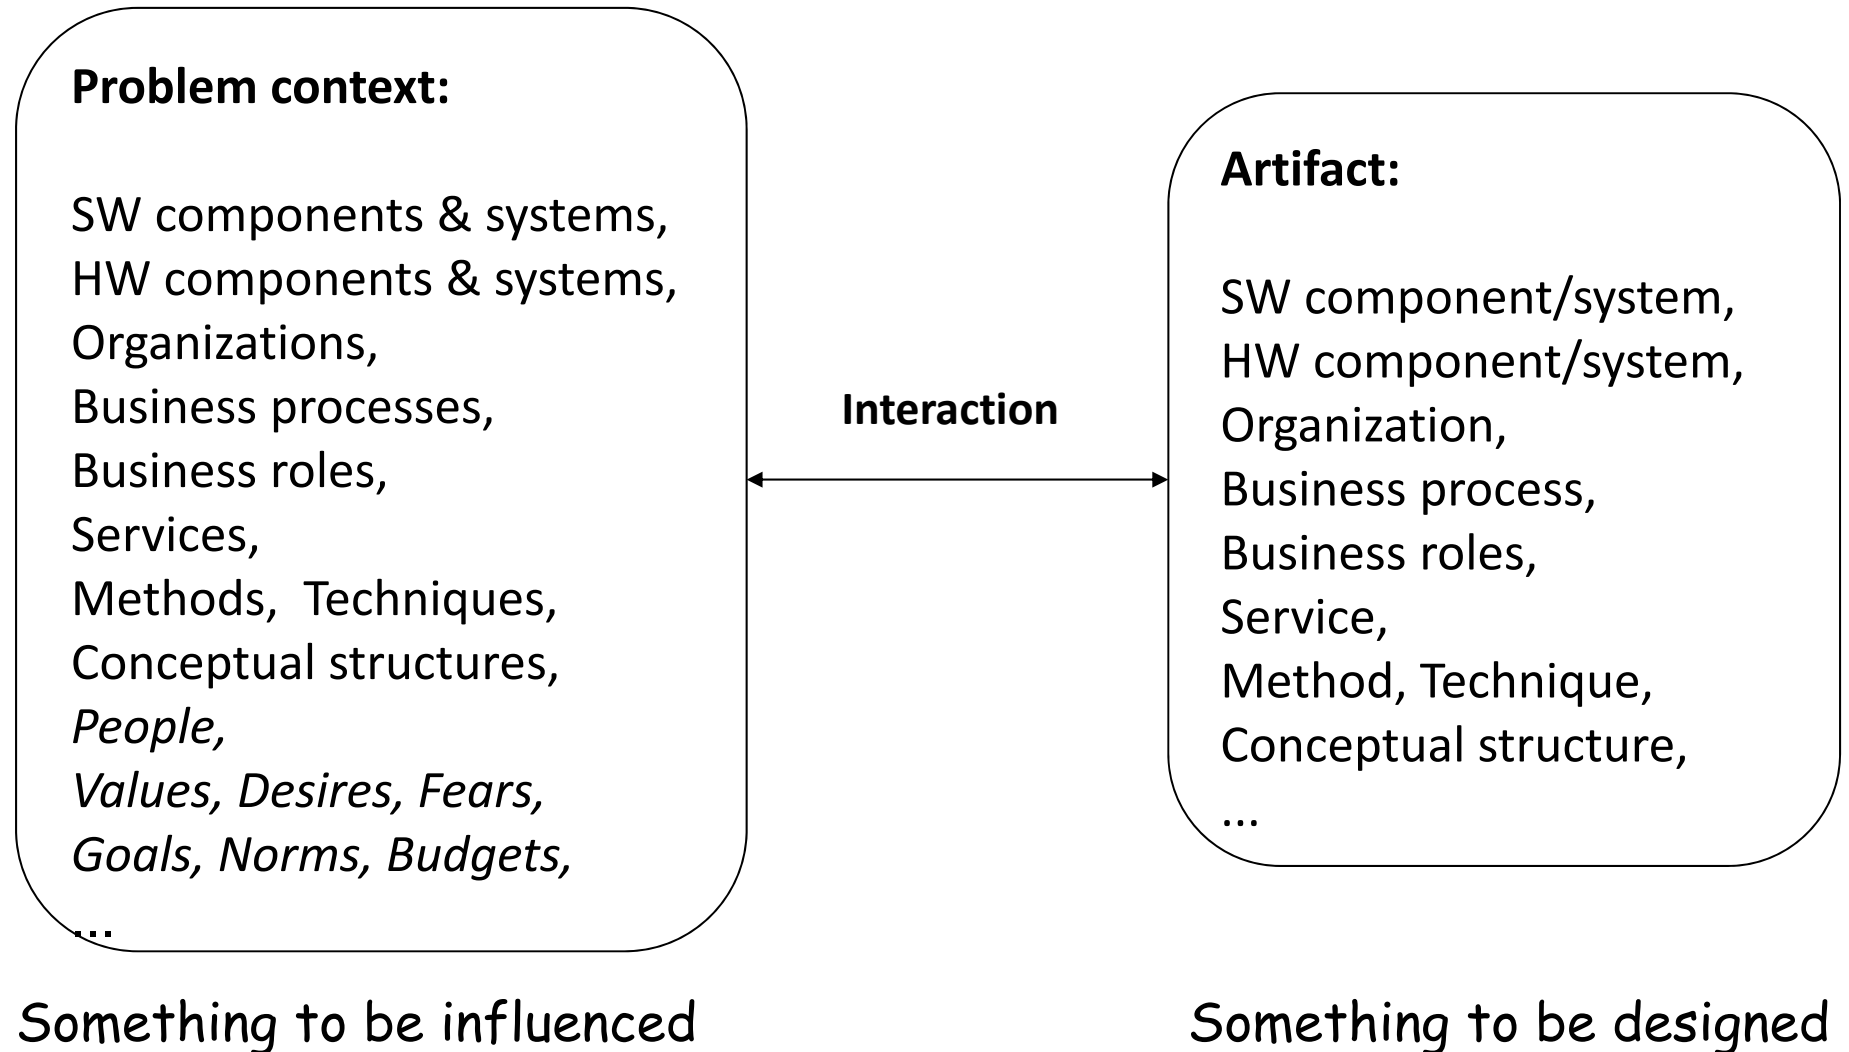 Problem context:
SW components & systems,
HW components & systems,
Organizations,
Business processes,
Business roles,
Services,
Methods,  Techniques,
Conceptual structures,
People,
Values, Desires, Fears,
Goals, Norms, Budgets,
...
Something to be influenced
Interaction
Artifact:
SW component/system,
HW component/system,
Organization,
Business process,
Business roles,
Service,
Method, Technique,
Conceptual structure,
...
Something to be designed